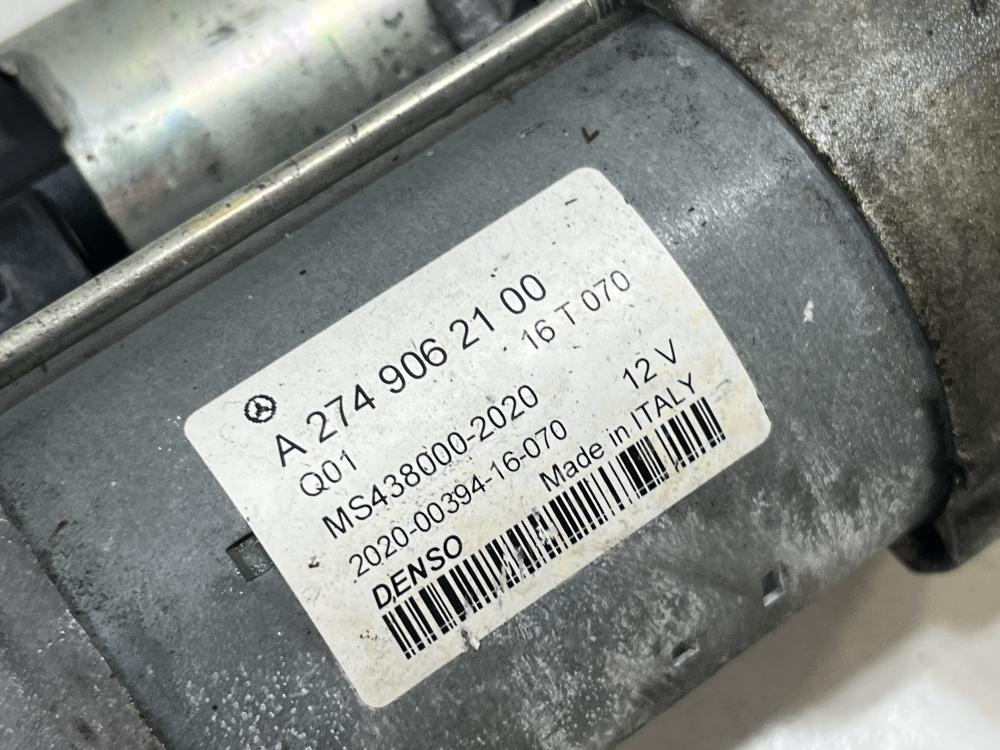 A 274 906 21 00
Q01 16 T 070
MS438000-2020 12 V
2020-00394-16-070
DENSO Made in ITALY